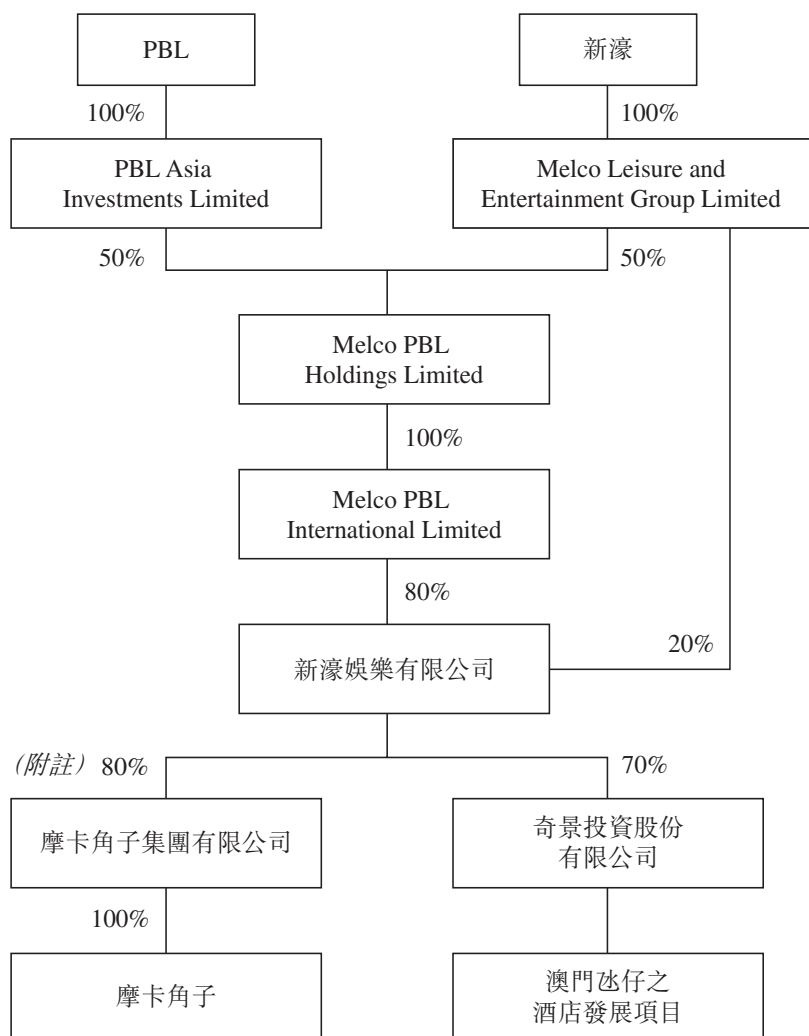 PBL
新濠
100%
100%
PBL Asia
Investments Limited
Melco Leisure and
Entertainment Group Limited
50%
50%
Melco PBL
Holdings Limited
100%
Melco PBL
International Limited
80%
新濠娛樂有限公司
20%
(附註) 80%
70%
摩卡角子集團有限公司
奇景投資股份
有限公司
100%
摩卡角子
澳門氹仔之
酒店發展項目